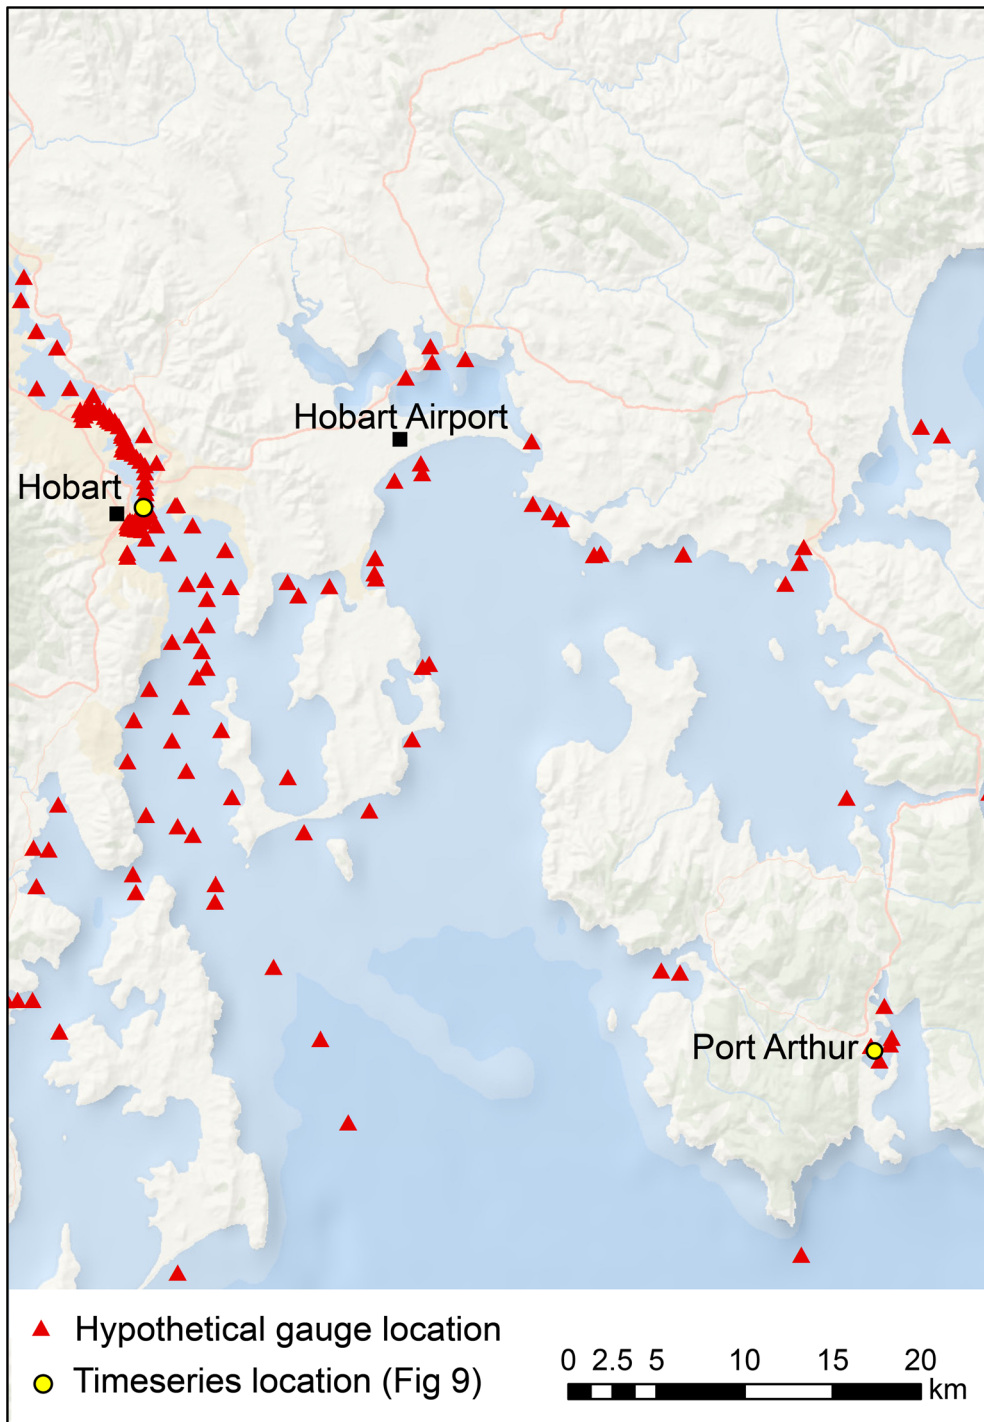 Hobart Airport
Hobart
Port Arthur
Hypothetical gauge location
Timeseries location (Fig 9)
0 2.5 5 10 15 20
km